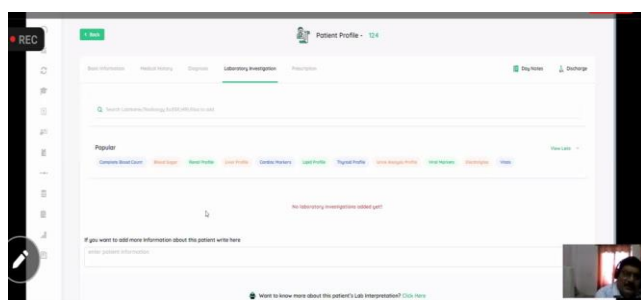 REC
< Back
Patient Profile - 124
Basic Information Medical History Diagnosis Laboratory Investigation Prescription
Day Notes Discharge
Popular
View Less
Complete Blood Count Blood Sugar Renal Profile Liver Profile Cardiac Markers Lipid Profile Thyroid Profile Urine Analysis Profile Viral Markers Electrolytes Vitals
No laboratory investigations added yet!!
If you want to add more information about this patient write here
enter patient information
Want to know more about this patient's Lab Interpretation? Click Here